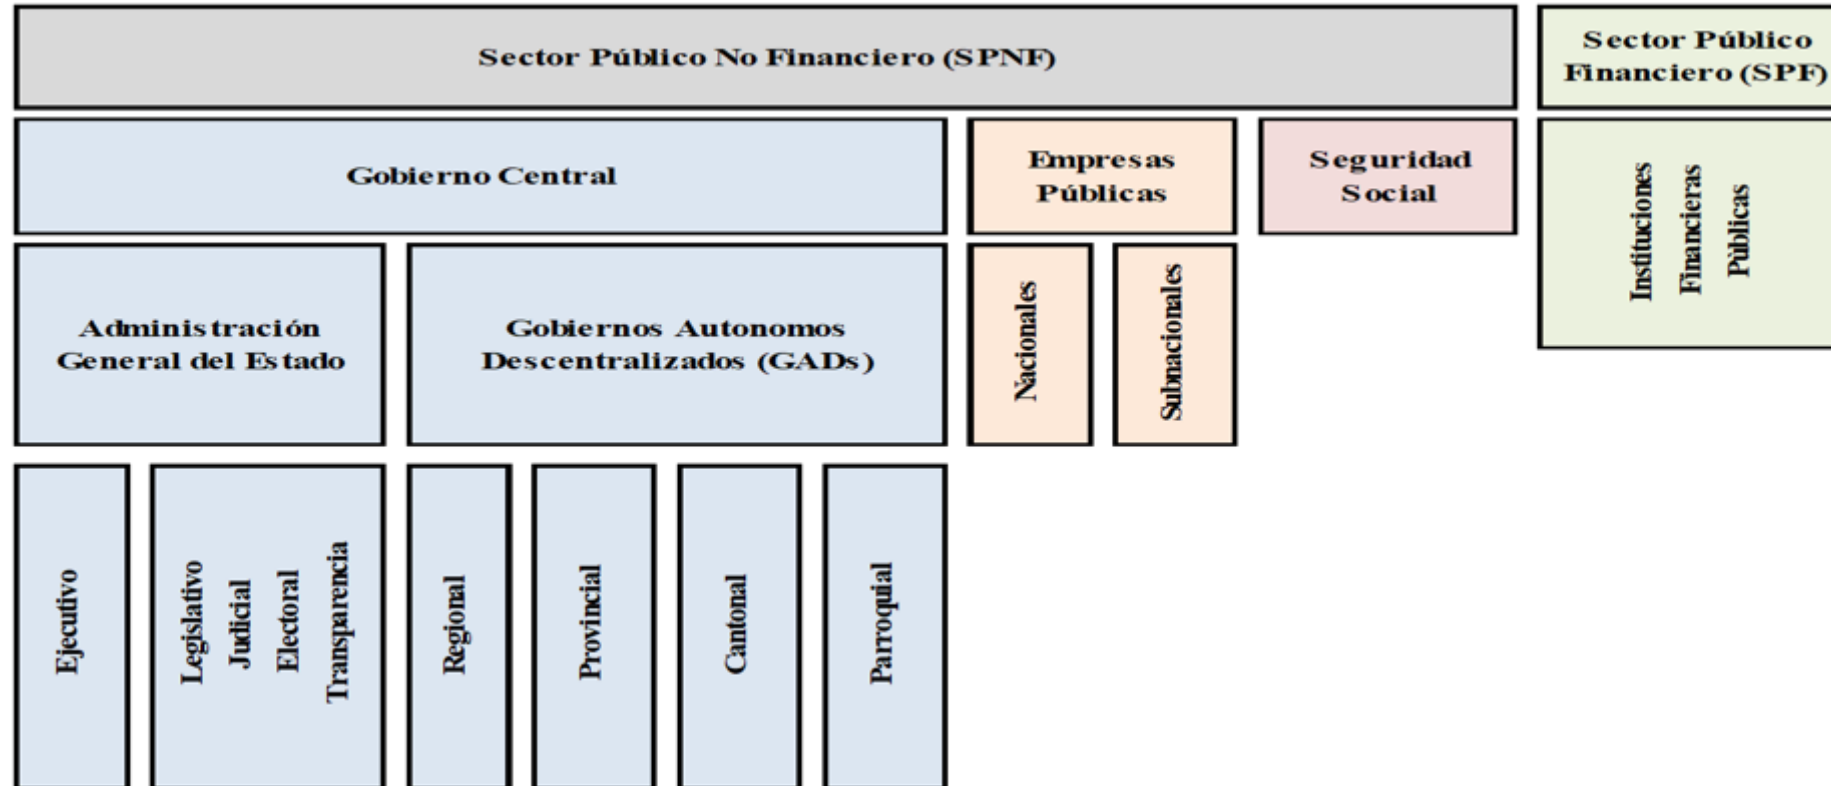 Sector Público No Financiero (SPNF)
Sector Público
Financiero (SPF)
Gobierno Central
Empresas
Públicas
Seguridad
Social
Instituciones
Financieras
Pùblicas
Administración
General del Estado
Gobiernos Autonomos
Descentralizados (GADs)
Nacionales
Subnacionales
Ejecutivo
Legislativo
Judicial
Electoral
Transparencia
Regional
Provincial
Cantonal
Parroquial